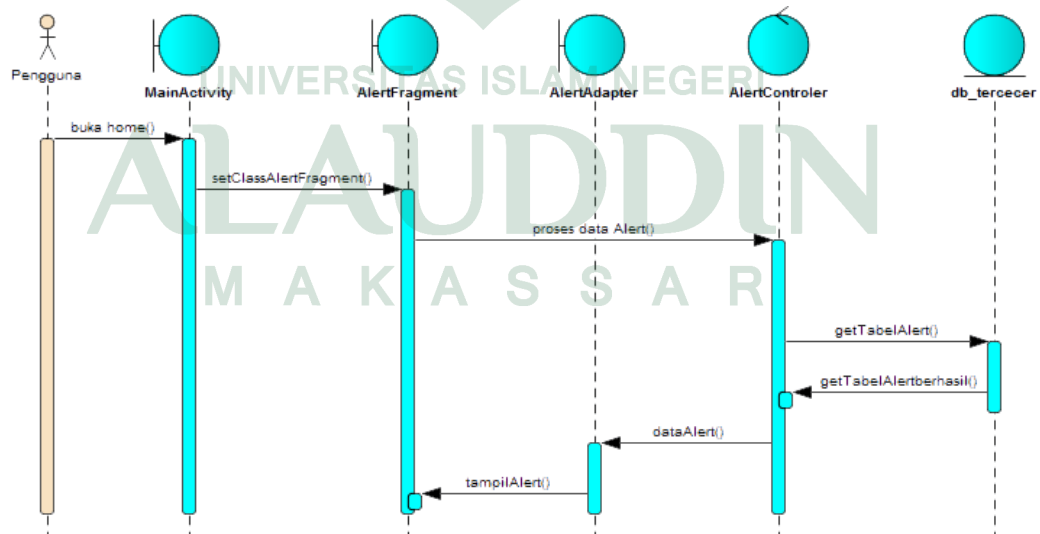 Pengguna
MainActivity
AlertFragment
AlertAdapter
AlertControler
db_tercecer
UNIVERSITAS ISLAM NEGERI
ALAUDDIN
MAKASSAR
buka home()
setClassAlertFragment()
proses data Alert()
getTabelAlert()
getTabelAlertberhasil()
dataAlert()
tampilAlert()